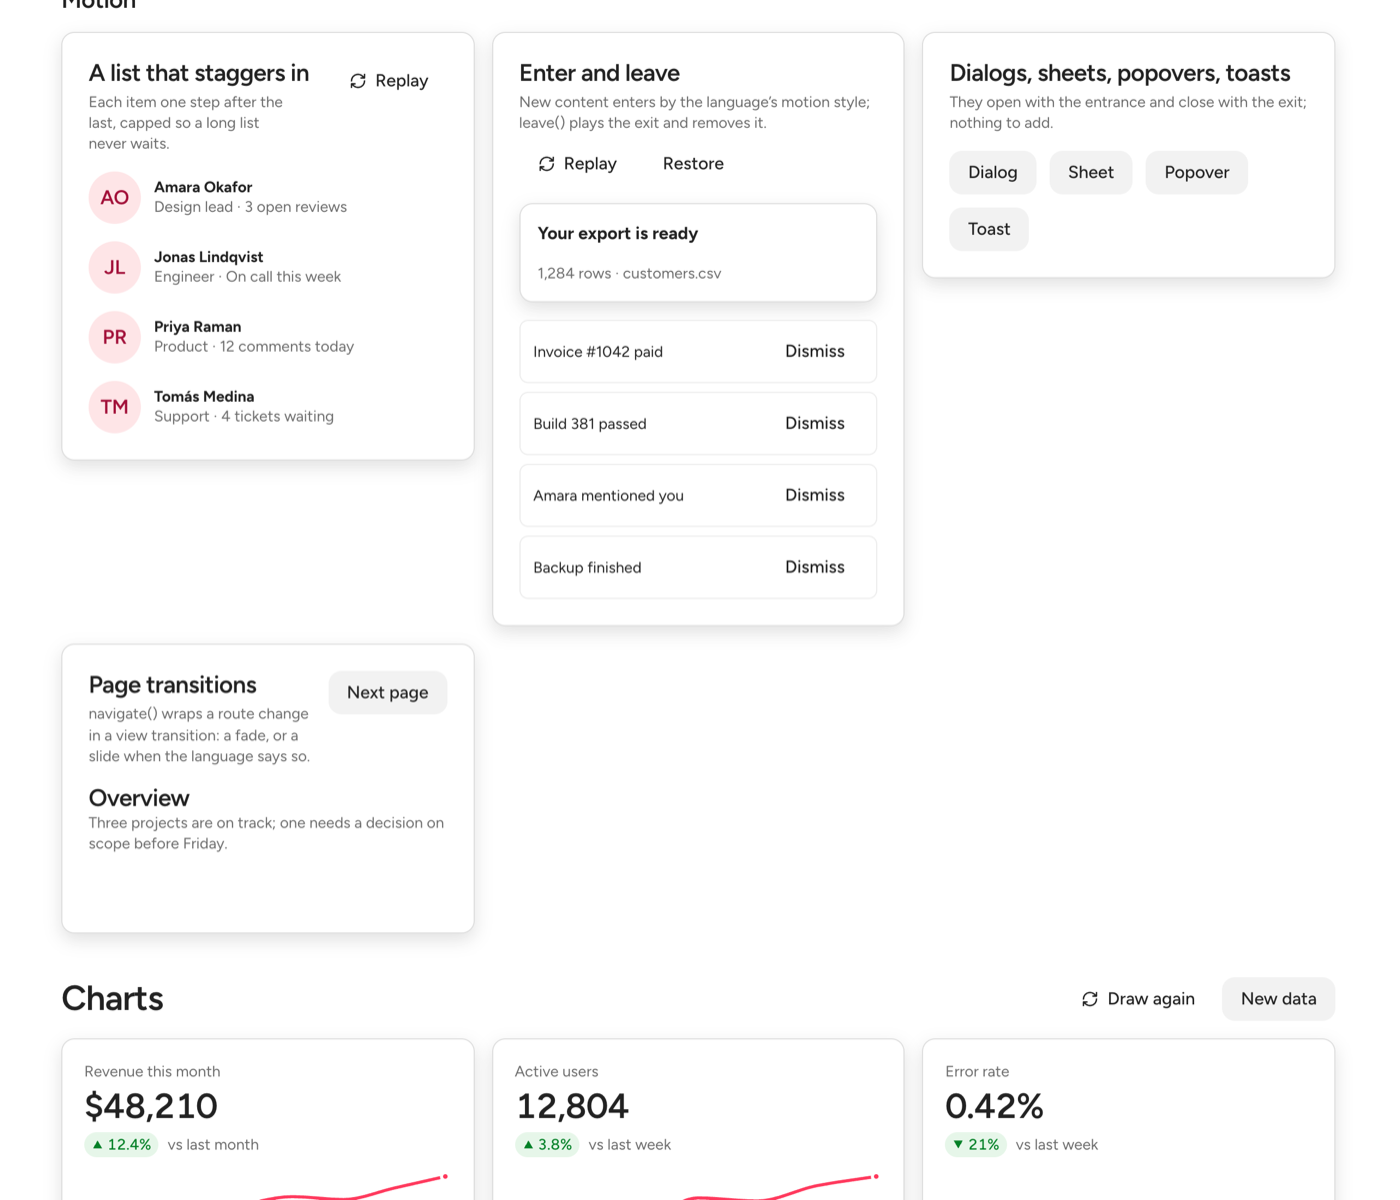 Motion
A list that staggers in
Replay
Each item one step after the
last, capped so a long list
never waits.
AO
Amara Okafor
Design lead · 3 open reviews
JL
Jonas Lindqvist
Engineer · On call this week
PR
Priya Raman
Product · 12 comments today
TM
Tomás Medina
Support · 4 tickets waiting
Enter and leave
New content enters by the language’s motion style;
leave() plays the exit and removes it.
Replay
Restore
Your export is ready
1,284 rows · customers.csv
Invoice #1042 paid
Dismiss
Build 381 passed
Dismiss
Amara mentioned you
Dismiss
Backup finished
Dismiss
Dialogs, sheets, popovers, toasts
They open with the entrance and close with the exit;
nothing to add.
Dialog
Sheet
Popover
Toast
Page transitions
Next page
navigate() wraps a route change
in a view transition: a fade, or a
slide when the language says so.
Overview
Three projects are on track; one needs a decision on
scope before Friday.
Charts
Draw again
New data
Revenue this month
$48,210
▲ 12.4% vs last month
Active users
12,804
▲ 3.8% vs last week
Error rate
0.42%
▼ 21% vs last week